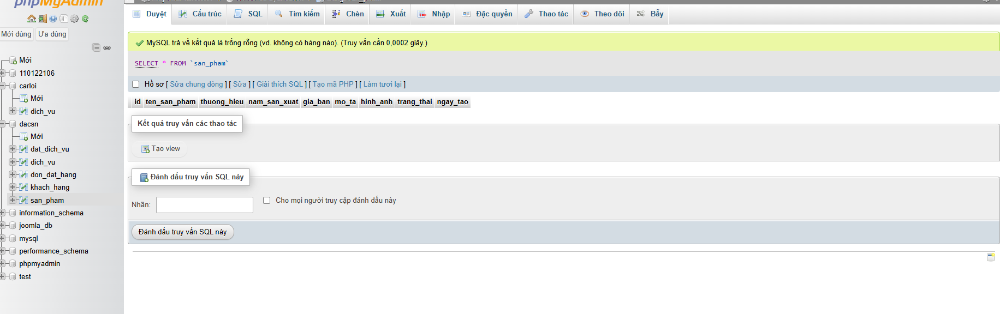 phpMyAdmin
Mới dùng Ưa dùng
Mới
110122106
carloi
Mới
dich_vu
dacsn
Mới
dat_dich_vu
dich_vu
don_dat_hang
khach_hang
san_pham
information_schema
joomla_db
mysql
performance_schema
phpmyadmin
test
Duyệt Cấu trúc SQL Tìm kiếm Chèn Xuất Nhập Đặc quyền Thao tác Theo dõi Bẫy
MySQL trả về kết quả là trống rỗng (vd. không có hàng nào). (Truy vấn cần 0,0002 giây.)
SELECT * FROM `san_pham`
Hồ sơ [ Sửa chung dòng ] [ Sửa ] [ Giải thích SQL ] [ Tạo mã PHP ] [ Làm tươi lại ]
id ten_san_pham thuong_hieu nam_san_xuat gia_ban mo_ta hinh_anh trang_thai ngay_tao
Kết quả truy vấn các thao tác
Tạo view
Đánh dấu truy vấn SQL này
Nhãn: Cho mọi người truy cập đánh dấu này
Đánh dấu truy vấn SQL này